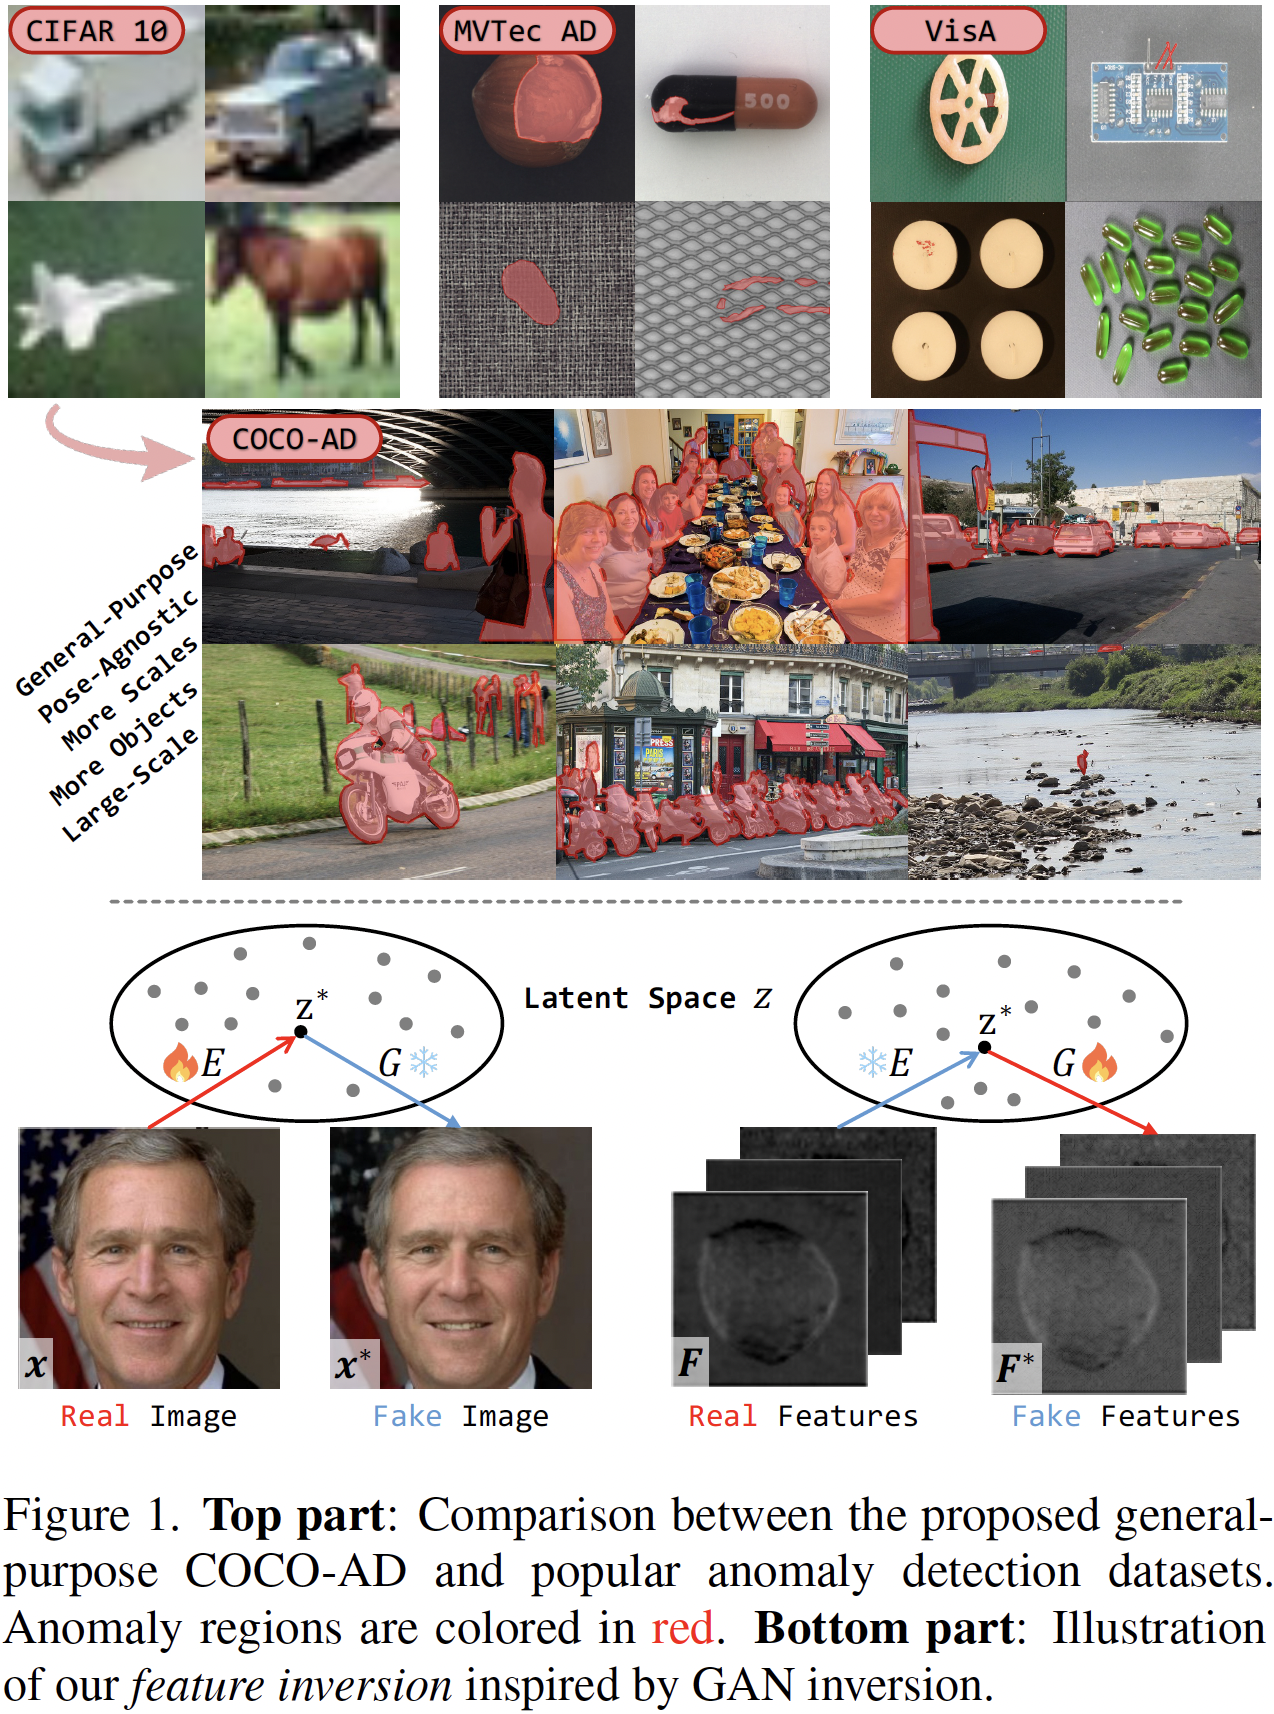 CIFAR 10
MVTec AD
VisA
500
COCO-AD
General-Purpose
Pose-Agnostic
More Scales
More Objects
Large-Scale
PARIS
Latent Space Z
z*
E
G
z*
E
G
x
x*
F
F*
Real Image
Fake Image
Real Features
Fake Features
Figure 1. Top part: Comparison between the proposed general-
purpose COCO-AD and popular anomaly detection datasets.
Anomaly regions are colored in red. Bottom part: Illustration
of our feature inversion inspired by GAN inversion.